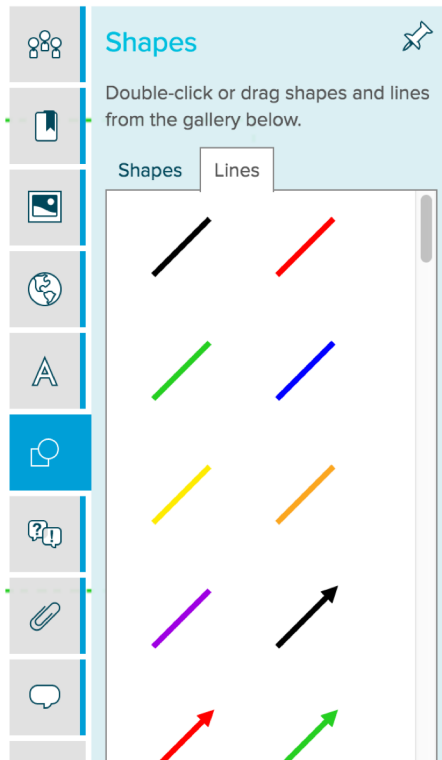 Shapes
Double-click or drag shapes and lines
from the gallery below.
Shapes
Lines
A
?!